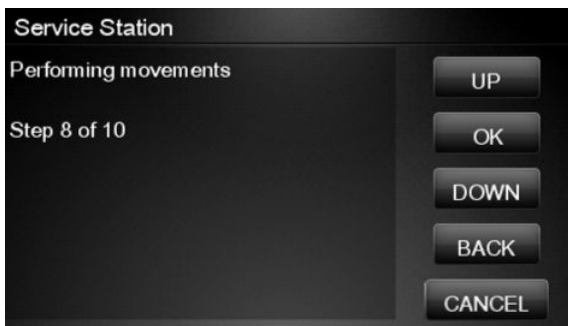 Service Station
Performing movements
Step 8 of 10
UP
OK
DOWN
BACK
CANCEL